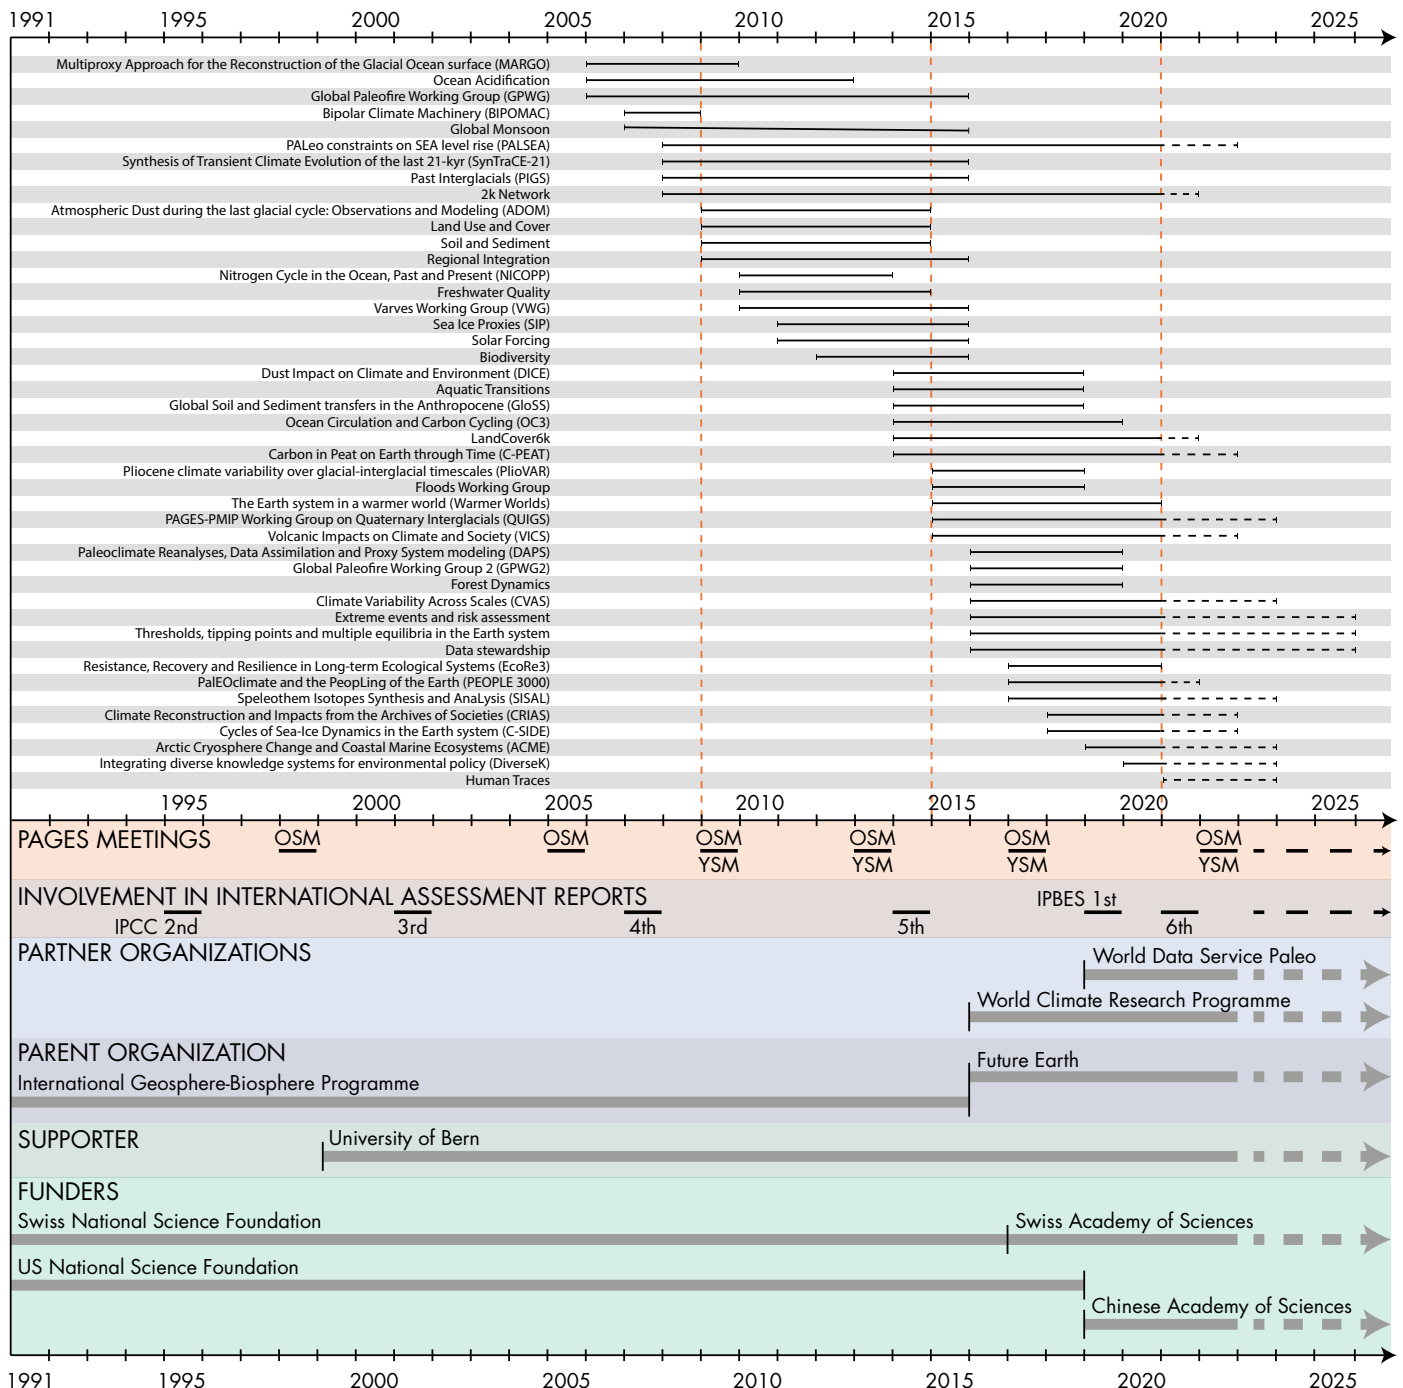 1991 1995 2000 2005 2010 2015 2020 2025
Multiproxy Approach for the Reconstruction of the Glacial Ocean surface (MARGO)
Ocean Acidification
Global Paleofire Working Group (GPWG)
Bipolar Climate Machinery (BIPOMAC)
Global Monsoon
PALeo constraints on SEA level rise (PALSEA)
Synthesis of Transient Climate Evolution of the last 21-kyr (SynTraCE-21)
Past Interglacials (PIGS)
2k Network
Atmospheric Dust during the last glacial cycle: Observations and Modeling (ADOM)
Land Use and Cover
Soil and Sediment
Regional Integration
Nitrogen Cycle in the Ocean, Past and Present (NICOPP)
Freshwater Quality
Varves Working Group (VWG)
Sea Ice Proxies (SIP)
Solar Forcing
Biodiversity
Dust Impact on Climate and Environment (DICE)
Aquatic Transitions
Global Soil and Sediment transfers in the Anthropocene (GloSS)
Ocean Circulation and Carbon Cycling (OC3)
LandCover6k
Carbon in Peat on Earth through Time (C-PEAT)
Pliocene climate variability over glacial-interglacial timescales (PlioVAR)
Floods Working Group
The Earth system in a warmer world (Warmer Worlds)
PAGES-PMIP Working Group on Quaternary Interglacials (QUIGS)
Volcanic Impacts on Climate and Society (VICS)
Paleoclimate Reanalyses, Data Assimilation and Proxy System modeling (DAPS)
Global Paleofire Working Group 2 (GPWG2)
Forest Dynamics
Climate Variability Across Scales (CVAS)
Extreme events and risk assessment
Thresholds, tipping points and multiple equilibria in the Earth system
Data stewardship
Resistance, Recovery and Resilience in Long-term Ecological Systems (EcoRe3)
PalEOclimate and the PeopLing of the Earth (PEOPLE 3000)
Speleothem Isotopes Synthesis and AnaLysis (SISAL)
Climate Reconstruction and Impacts from the Archives of Societies (CRIAS)
Cycles of Sea-Ice Dynamics in the Earth system (C-SIDE)
Arctic Cryosphere Change and Coastal Marine Ecosystems (ACME)
Integrating diverse knowledge systems for environmental policy (DiverseK)
Human Traces
1995 2000 2005 2010 2015 2020 2025
PAGES MEETINGS OSM OSM OSM OSM OSM OSM
YSM YSM YSM YSM
INVOLVEMENT IN INTERNATIONAL ASSESSMENT REPORTS IPBES 1st
IPCC 2nd 3rd 4th 5th 6th
PARTNER ORGANIZATIONS World Data Service Paleo
World Climate Research Programme
PARENT ORGANIZATION
Future Earth
International Geosphere-Biosphere Programme
SUPPORTER University of Bern
FUNDERS
Swiss National Science Foundation Swiss Academy of Sciences
US National Science Foundation
Chinese Academy of Sciences
1991 1995 2000 2005 2010 2015 2020 2025